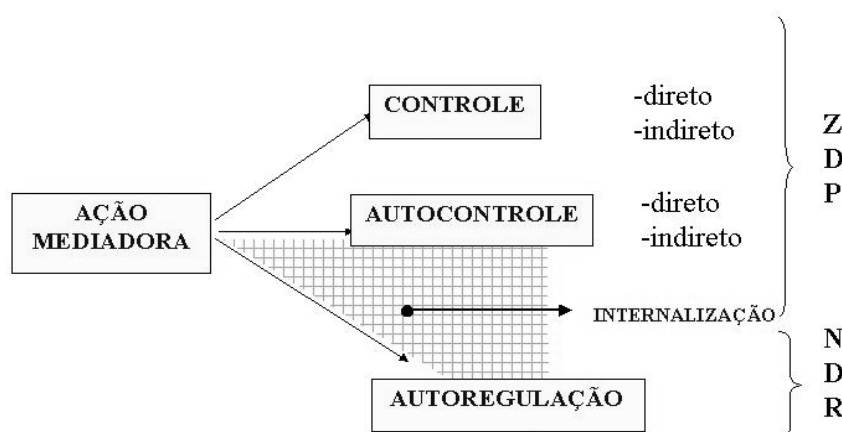 CONTROLE
-direto
-indireto
Z
D
P
AÇÃO
MEDIADORA
AUTOCONTROLE
-direto
-indireto
INTERNALIZAÇÃO
AUTOREGULAÇÃO
N
D
R